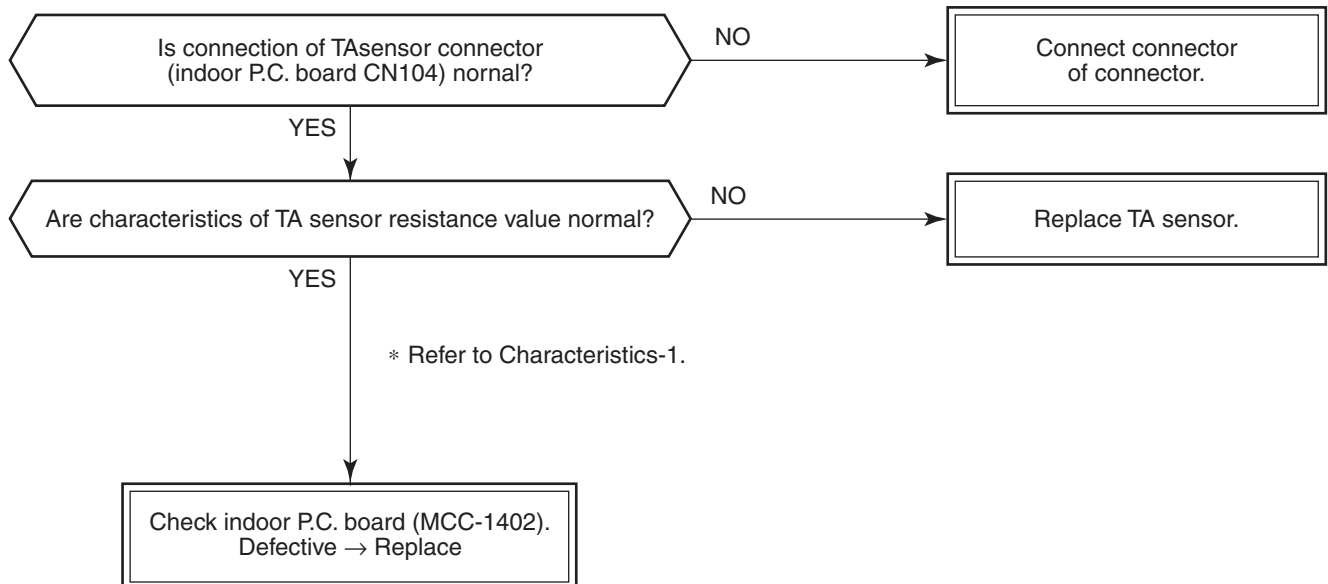 Is connection of TAsensor connector
(indoor P.C. board CN104) nornal?
NO
Connect connector
of connector.
YES
Are characteristics of TA sensor resistance value normal?
NO
Replace TA sensor.
YES
* Refer to Characteristics-1.
Check indoor P.C. board (MCC-1402).
Defective → Replace